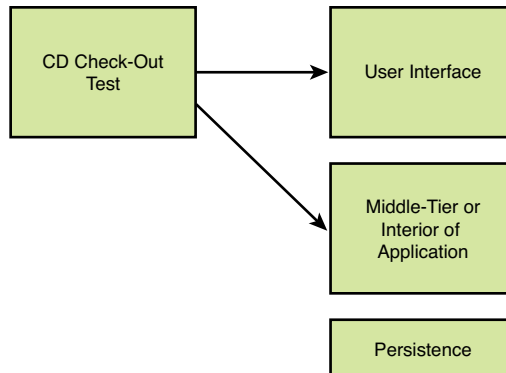 CD Check-Out
Test
User Interface
Middle-Tier or
Interior of
Application
Persistence